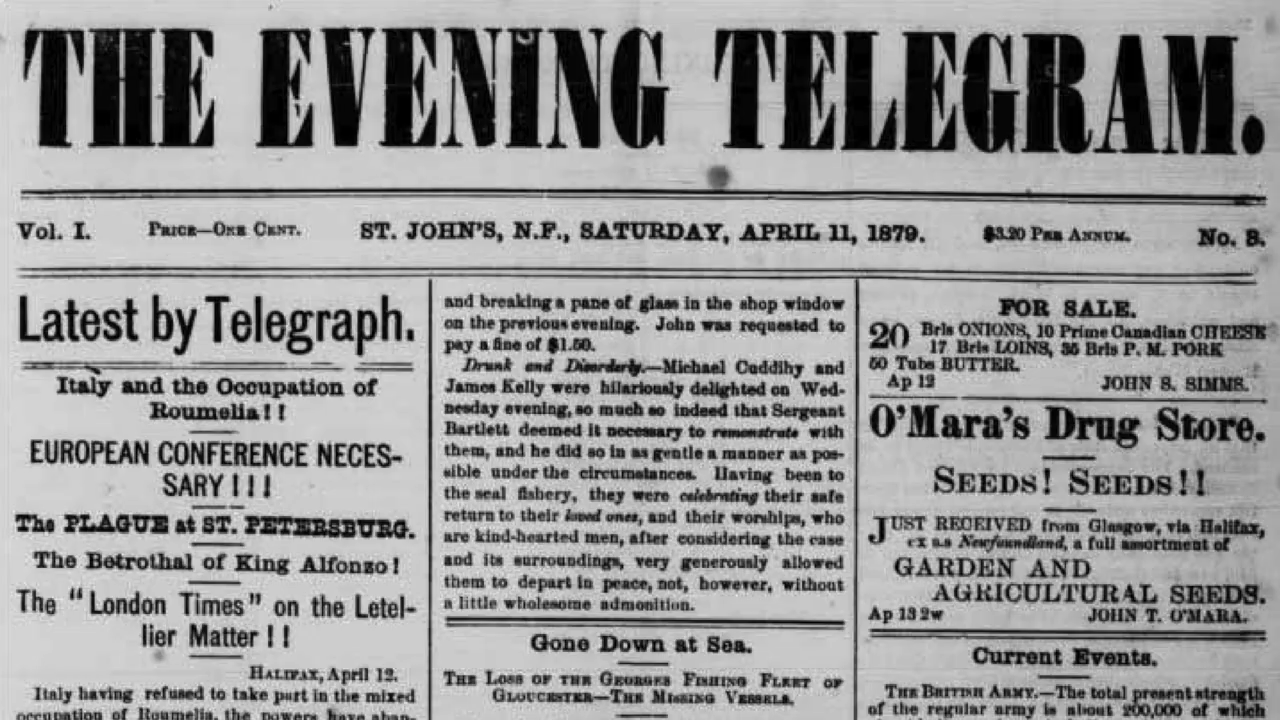 THE EVENING TELEGRAM.
Vol. I. PRICE—ONE CENT. ST. JOHN'S, N.F., SATURDAY, APRIL 11, 1879. $3.20 PER ANNUM. No. 8.
Latest by Telegraph.
Italy and the Occupation of
Roumelia!!
EUROPEAN CONFERENCE NECES-
SARY!!!
The PLAGUE at ST. PETERSBURG.
The Betrothal of King Alfonso!
The "London Times" on the Letel-
lier Matter!!
HALIFAX, April 12.
Italy having refused to take part in the mixed
occupation of Roumelia, the powers have aban-
and breaking a pane of glass in the shop window
on the previous evening. John was requested to
pay a fine of $1.50.
Drunk and Disorderly.—Michael Cuddihy and
James Kelly were hilariously delighted on Wed-
nesday evening, so much so indeed that Sergeant
Bartlett deemed it necessary to remonstrate with
them, and he did so in as gentle a manner as pos-
sible under the circumstances. Having been to
the seal fishery, they were celebrating their safe
return to their loved ones, and their worships, who
are kind-hearted men, after considering the case
and its surroundings, very generously allowed
them to depart in peace, not, however, without
a little wholesome admonition.
Gone Down at Sea.
THE LOSS OF THE GEORGES FISHING FLEET OF
GLOUCESTER—THE MISSING VESSELS.
FOR SALE.
20 Brls ONIONS, 10 Prime Canadian CHEESE
17 Brls LOINS, 35 Brls P. M. PORK
50 Tubs BUTTER.
Ap 12 JOHN S. SIMMS.
O'Mara's Drug Store.
SEEDS! SEEDS!!
JUST RECEIVED from Glasgow, via Halifax,
ex s.s Newfoundland, a full assortment of
GARDEN AND
AGRICULTURAL SEEDS.
Ap 13 2w JOHN T. O'MARA.
Current Events.
THE BRITISH ARMY.—The total present strength
of the regular army is about 200,000 of which